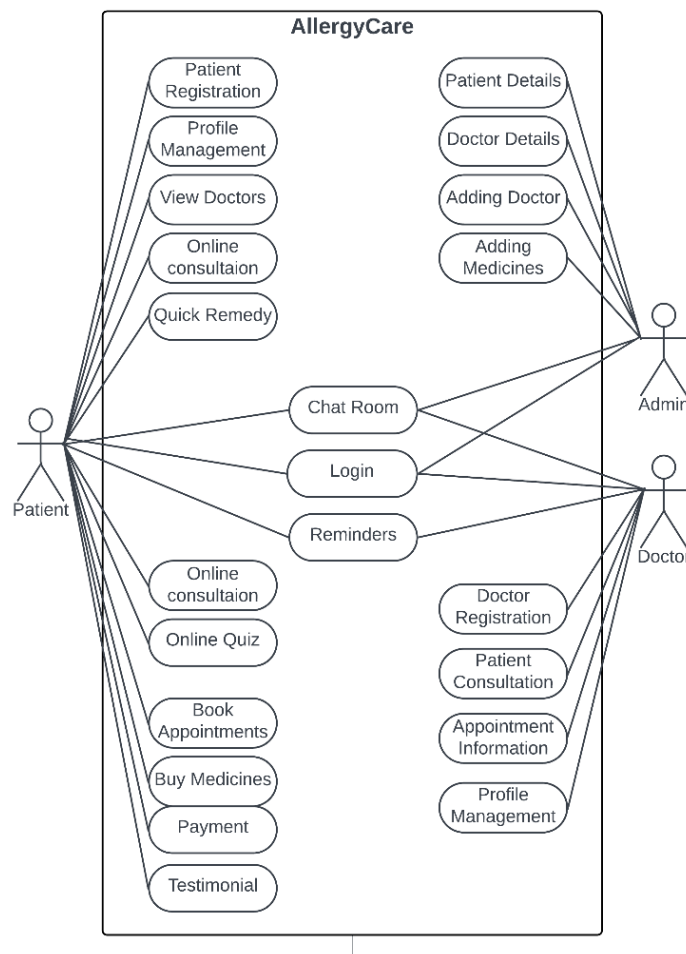 AllergyCare
Patient
Registration
Profile
Management
View Doctors
Online
consultaion
Quick Remedy
Patient Details
Doctor Details
Adding Doctor
Adding
Medicines
Chat Room
Login
Reminders
Patient
Admin
Doctor
Online
consultaion
Online Quiz
Book
Appointments
Buy Medicines
Payment
Testimonial
Doctor
Registration
Patient
Consultation
Appointment
Information
Profile
Management